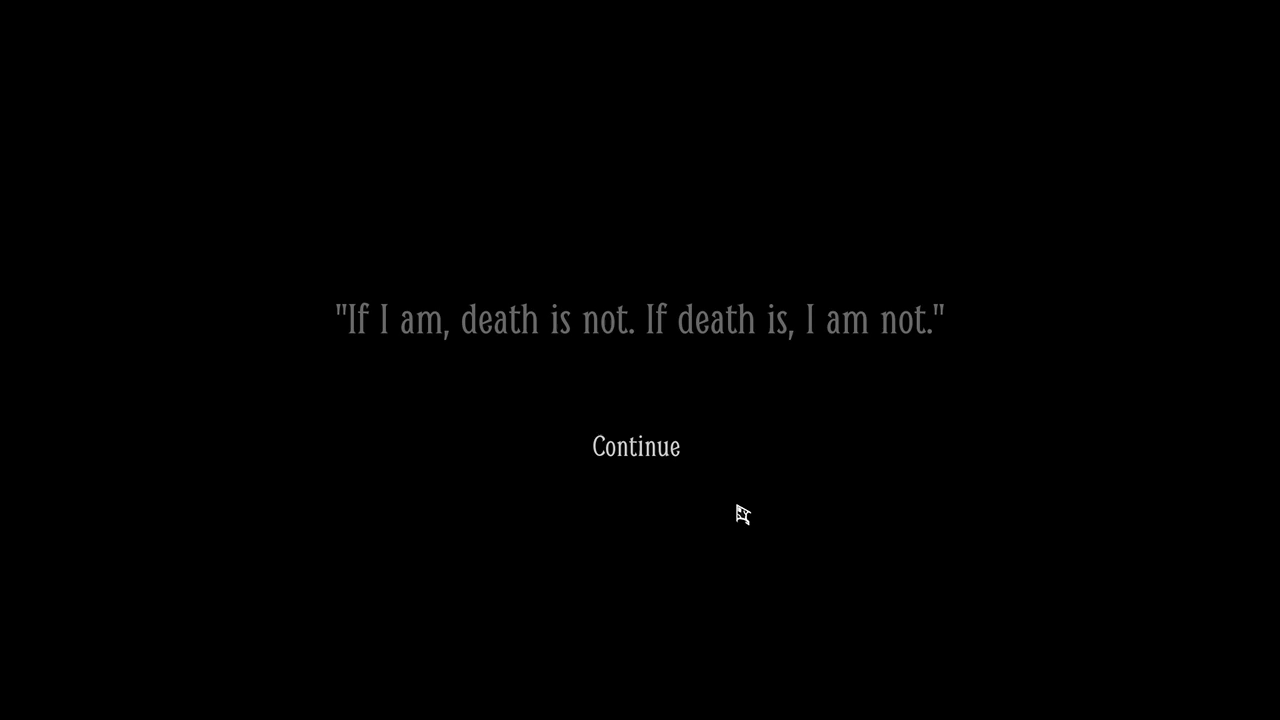 "If I am, death is not. If death is, I am not."
Continue